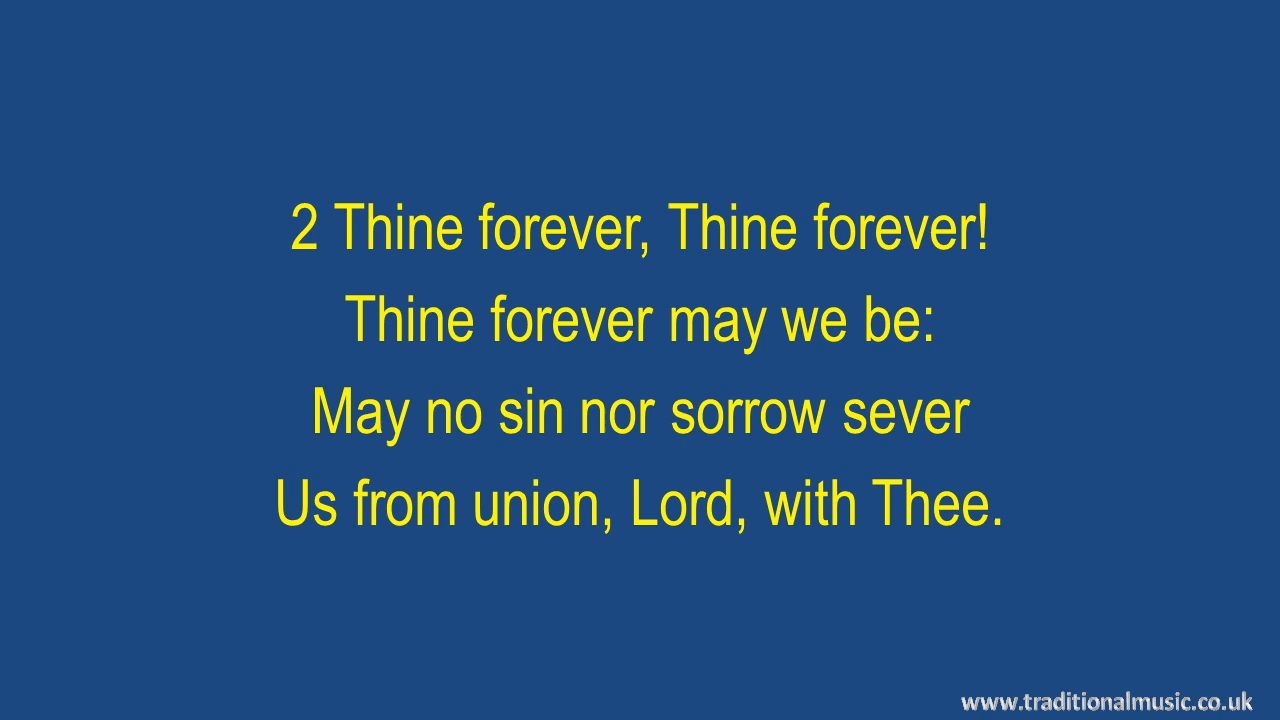 2 Thine forever, Thine forever!
Thine forever may we be:
May no sin nor sorrow sever
Us from union, Lord, with Thee.
www.traditionalmusic.co.uk